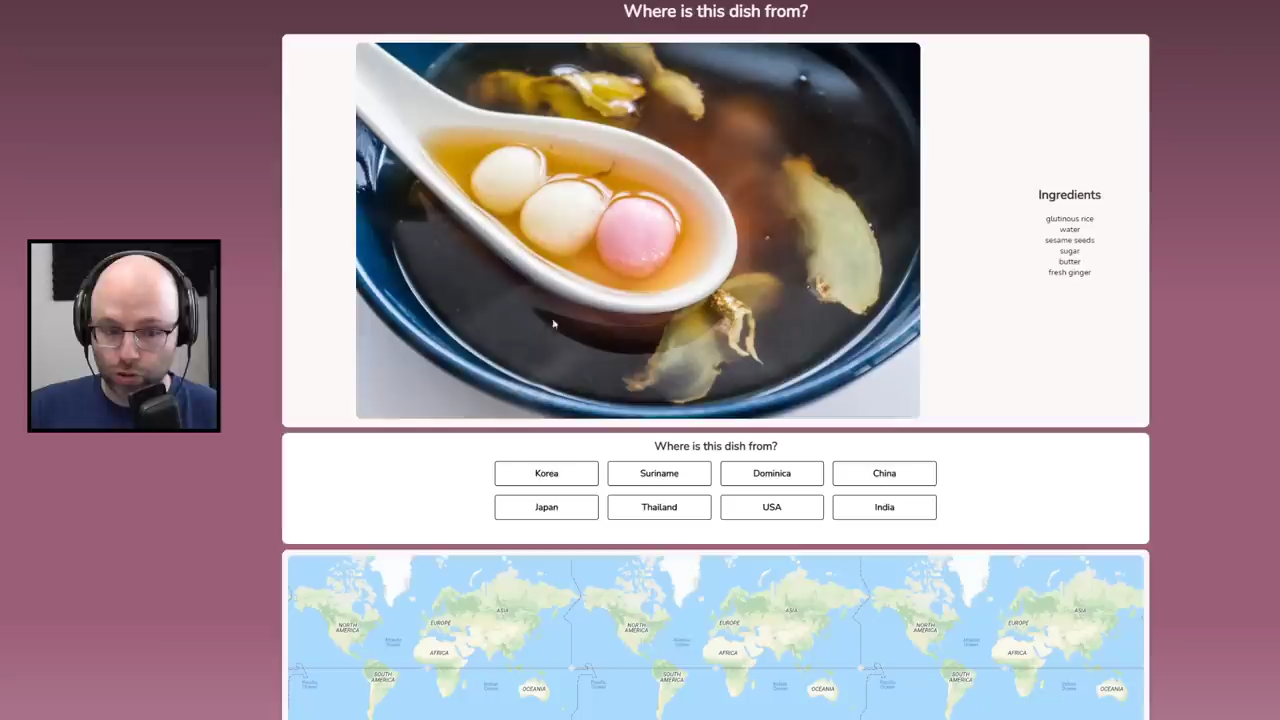 Where is this dish from?
Ingredients
glutinous rice
water
sesame seeds
sugar
butter
fresh ginger
Where is this dish from?
Korea
Suriname
Dominica
China
Japan
Thailand
USA
India
NORTH
AMERICA
EUROPE
ASIA
AFRICA
SOUTH
AMERICA
OCEANIA
NORTH
AMERICA
EUROPE
ASIA
AFRICA
SOUTH
AMERICA
OCEANIA
NORTH
AMERICA
EUROPE
ASIA
AFRICA
SOUTH
AMERICA
OCEANIA